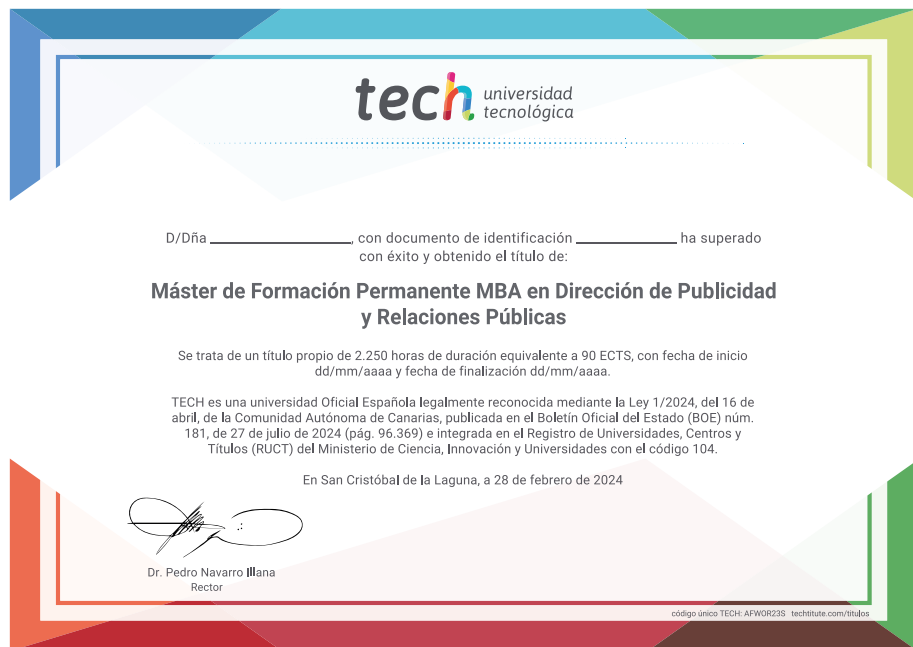 tech universidad
tecnológica
D/Dña ______________, con documento de identificación __________ ha superado
con éxito y obtenido el título de:
Máster de Formación Permanente MBA en Dirección de Publicidad
y Relaciones Públicas
Se trata de un título propio de 2.250 horas de duración equivalente a 90 ECTS, con fecha de inicio
dd/mm/aaaa y fecha de finalización dd/mm/aaaa.
TECH es una universidad Oficial Española legalmente reconocida mediante la Ley 1/2024, del 16 de
abril, de la Comunidad Autónoma de Canarias, publicada en el Boletín Oficial del Estado (BOE) núm.
181, de 27 de julio de 2024 (pág. 96.369) e integrada en el Registro de Universidades, Centros y
Títulos (RUCT) del Ministerio de Ciencia, Innovación y Universidades con el código 104.
En San Cristóbal de la Laguna, a 28 de febrero de 2024
Dr. Pedro Navarro Illana
Rector
código único TECH: AFWOR23S techtitute.com/titulos